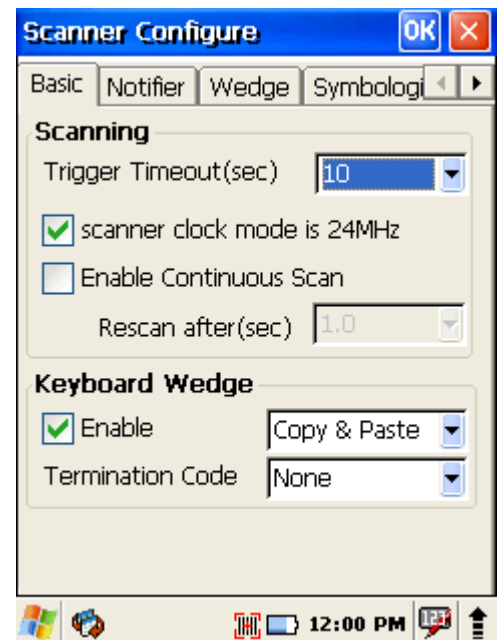 Scanner Configure OK
Basic Notifier Wedge Symbologi
Scanning
Trigger Timeout(sec) 10
scanner clock mode is 24MHz
Enable Continuous Scan
Rescan after(sec) 1.0
Keyboard Wedge
Enable Copy & Paste
Termination Code None
12:00 PM 123